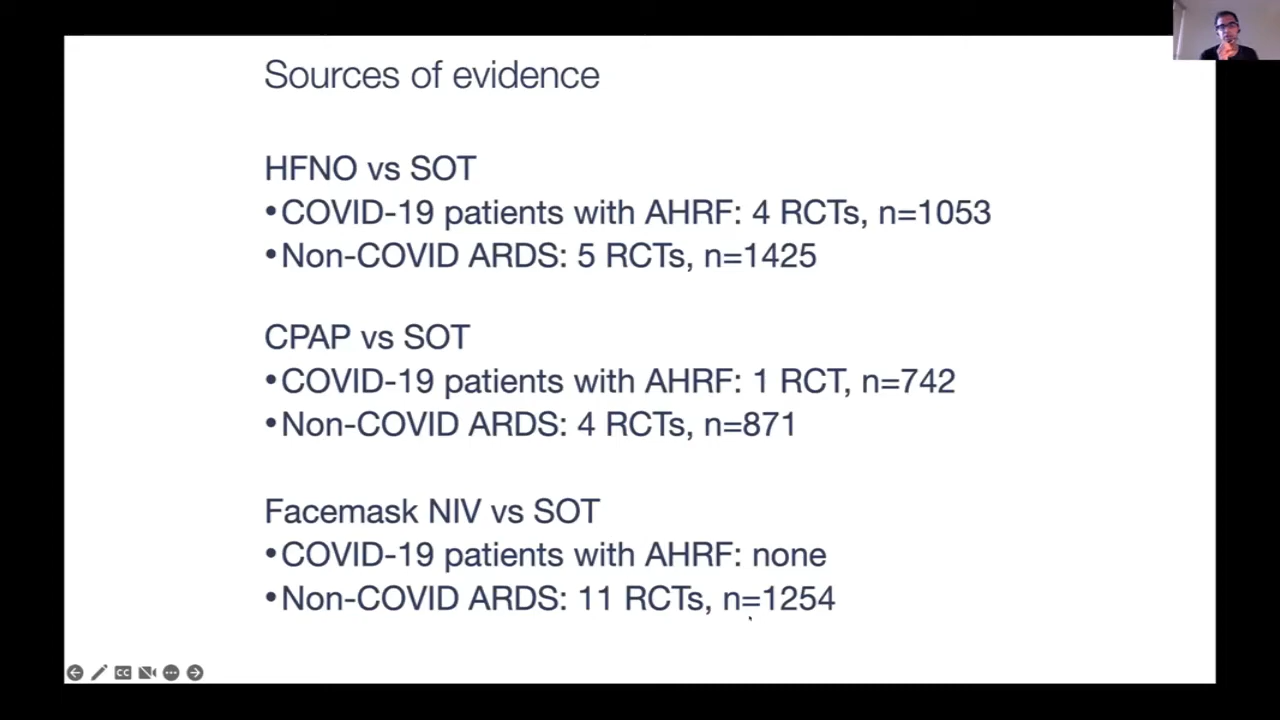 Sources of evidence
HFNO vs SOT
•COVID-19 patients with AHRF: 4 RCTs, n=1053
•Non-COVID ARDS: 5 RCTs, n=1425
CPAP vs SOT
•COVID-19 patients with AHRF: 1 RCT, n=742
•Non-COVID ARDS: 4 RCTs, n=871
Facemask NIV vs SOT
•COVID-19 patients with AHRF: none
•Non-COVID ARDS: 11 RCTs, n=1254
CC